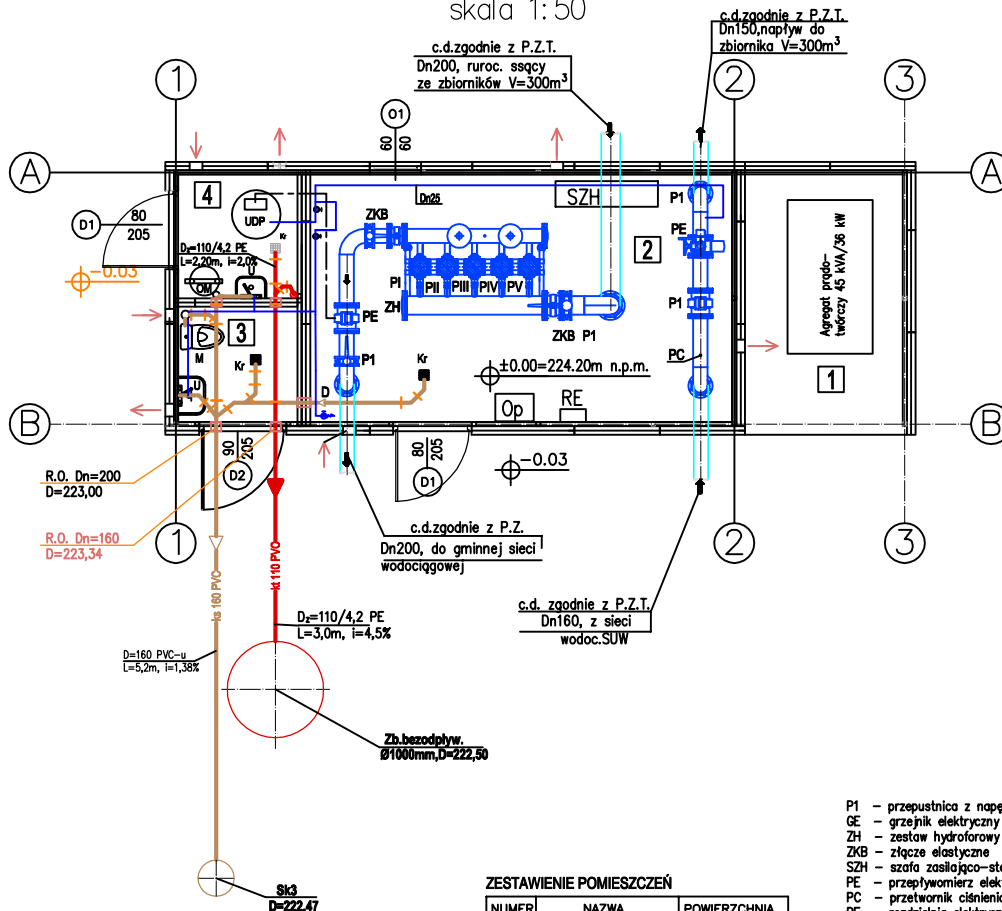 skala 1:50
c.d.zgodnie z P.Z.T.
Dn200, ruroc. ssący
ze zbiorników V=300m³
c.d.zgodnie z P.Z.T.
Dn150,napływ do
zbiornika V=300m³
1
2
3
A
A
O1
60
60
4
UDP
Kr
Dn25
SZH
ZKB
P1
PE
2
D1
80
205
D₂=110/4,2 PE
L=2,20m, i=2,0%
-0.03
OM
U
PI
PII
PIII
PIV
PV
ZH
PE
P1
ZKB P1
P1
PC
Agregat prądo-
twórczy 45 kVA/36 kW
1
3
M
Kr
U
Kr
D
±0.00=224.20m n.p.m.
Op
RE
B
B
90
205
D2
80
205
D1
-0.03
R.O. Dn=200
D=223,00
R.O. Dn=160
D=223,34
1
2
3
c.d.zgodnie z P.Z.
Dn200, do gminnej sieci
wodociągowej
c.d. zgodnie z P.Z.T.
Dn160, z sieci
wodoc.SUW
ks 160 PVC
kt 110 PVC
D₂=110/4,2 PE
L=3,0m, i=4,5%
D=160 PVC-u
L=5,2m, i=1,38%
Zb.bezodpływ.
Ø1000mm,D=222,50
Sk3
D=222.47
P1 – przepustnica z napę
GE – grzejnik elektryczny
ZH – zestaw hydroforowy
ZKB – złącze elastyczne
SZH – szafa zasilająco-ste
PE – przepływomierz elek
PC – przetwornik ciśnieni
ZESTAWIENIE POMIESZCZEŃ
NUMER NAZWA POWIERZCHNIA